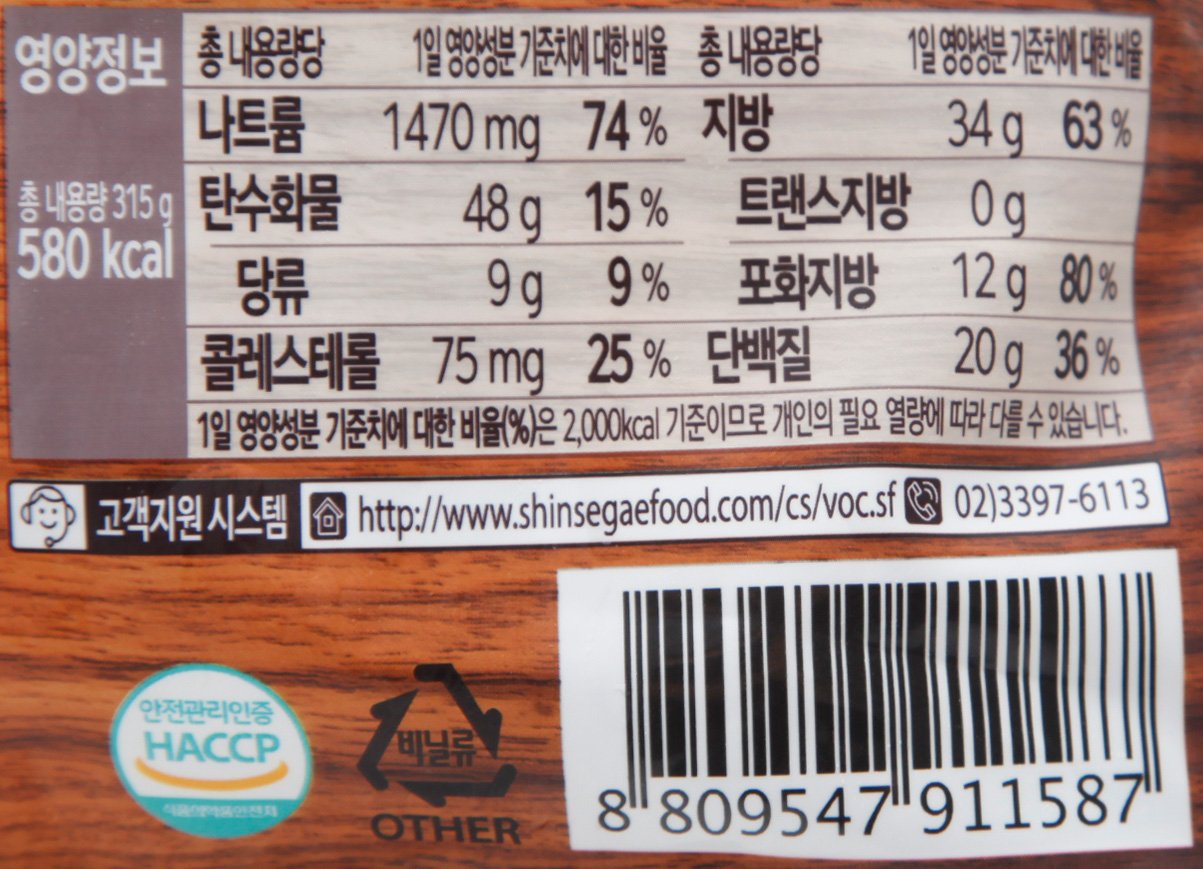 영양정보
총 내용량 315 g
580 kcal
총 내용량당 1일 영양성분 기준치에 대한 비율 총 내용량당 1일 영양성분 기준치에 대한 비율
나트륨 1470 mg 74 % 지방 34 g 63 %
탄수화물 48 g 15 % 트랜스지방 0 g
당류 9 g 9 % 포화지방 12 g 80 %
콜레스테롤 75 mg 25 % 단백질 20 g 36 %
1일 영양성분 기준치에 대한 비율(%)은 2,000kcal 기준이므로 개인의 필요 열량에 따라 다를 수 있습니다.
고객지원 시스템 http://www.shinsegaefood.com/cs/voc.sf 02)3397-6113
안전관리인증
HACCP
식품의약품안전처
비닐류
OTHER
8 809547 911587